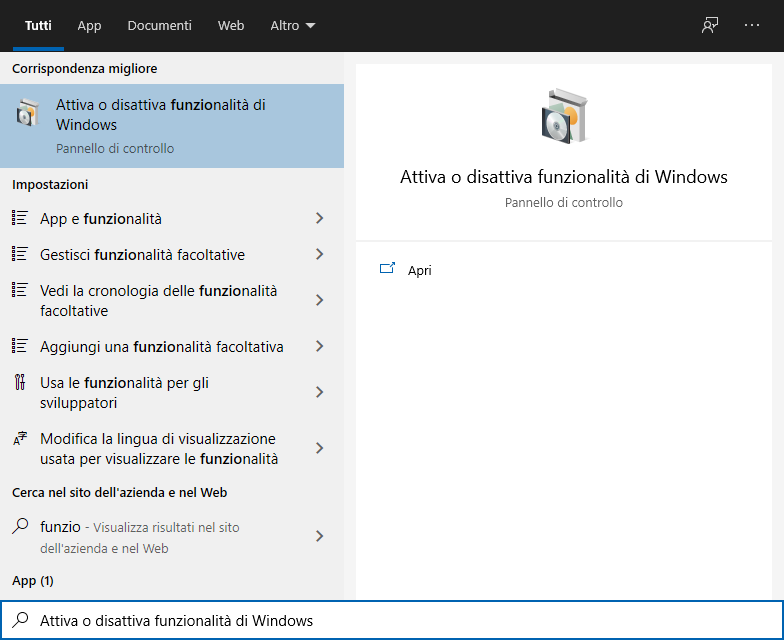 Tutti App Documenti Web Altro
Corrispondenza migliore
Attiva o disattiva funzionalità di
Windows
Pannello di controllo
Impostazioni
App e funzionalità
Gestisci funzionalità facoltative
Vedi la cronologia delle funzionalità
facoltative
Aggiungi una funzionalità facoltativa
Usa le funzionalità per gli
sviluppatori
Modifica la lingua di visualizzazione
usata per visualizzare le funzionalità
Cerca nel sito dell'azienda e nel Web
funzio - Visualizza risultati nel sito
dell'azienda e nel Web
App (1)
Attiva o disattiva funzionalità di Windows
Pannello di controllo
Apri
Attiva o disattiva funzionalità di Windows